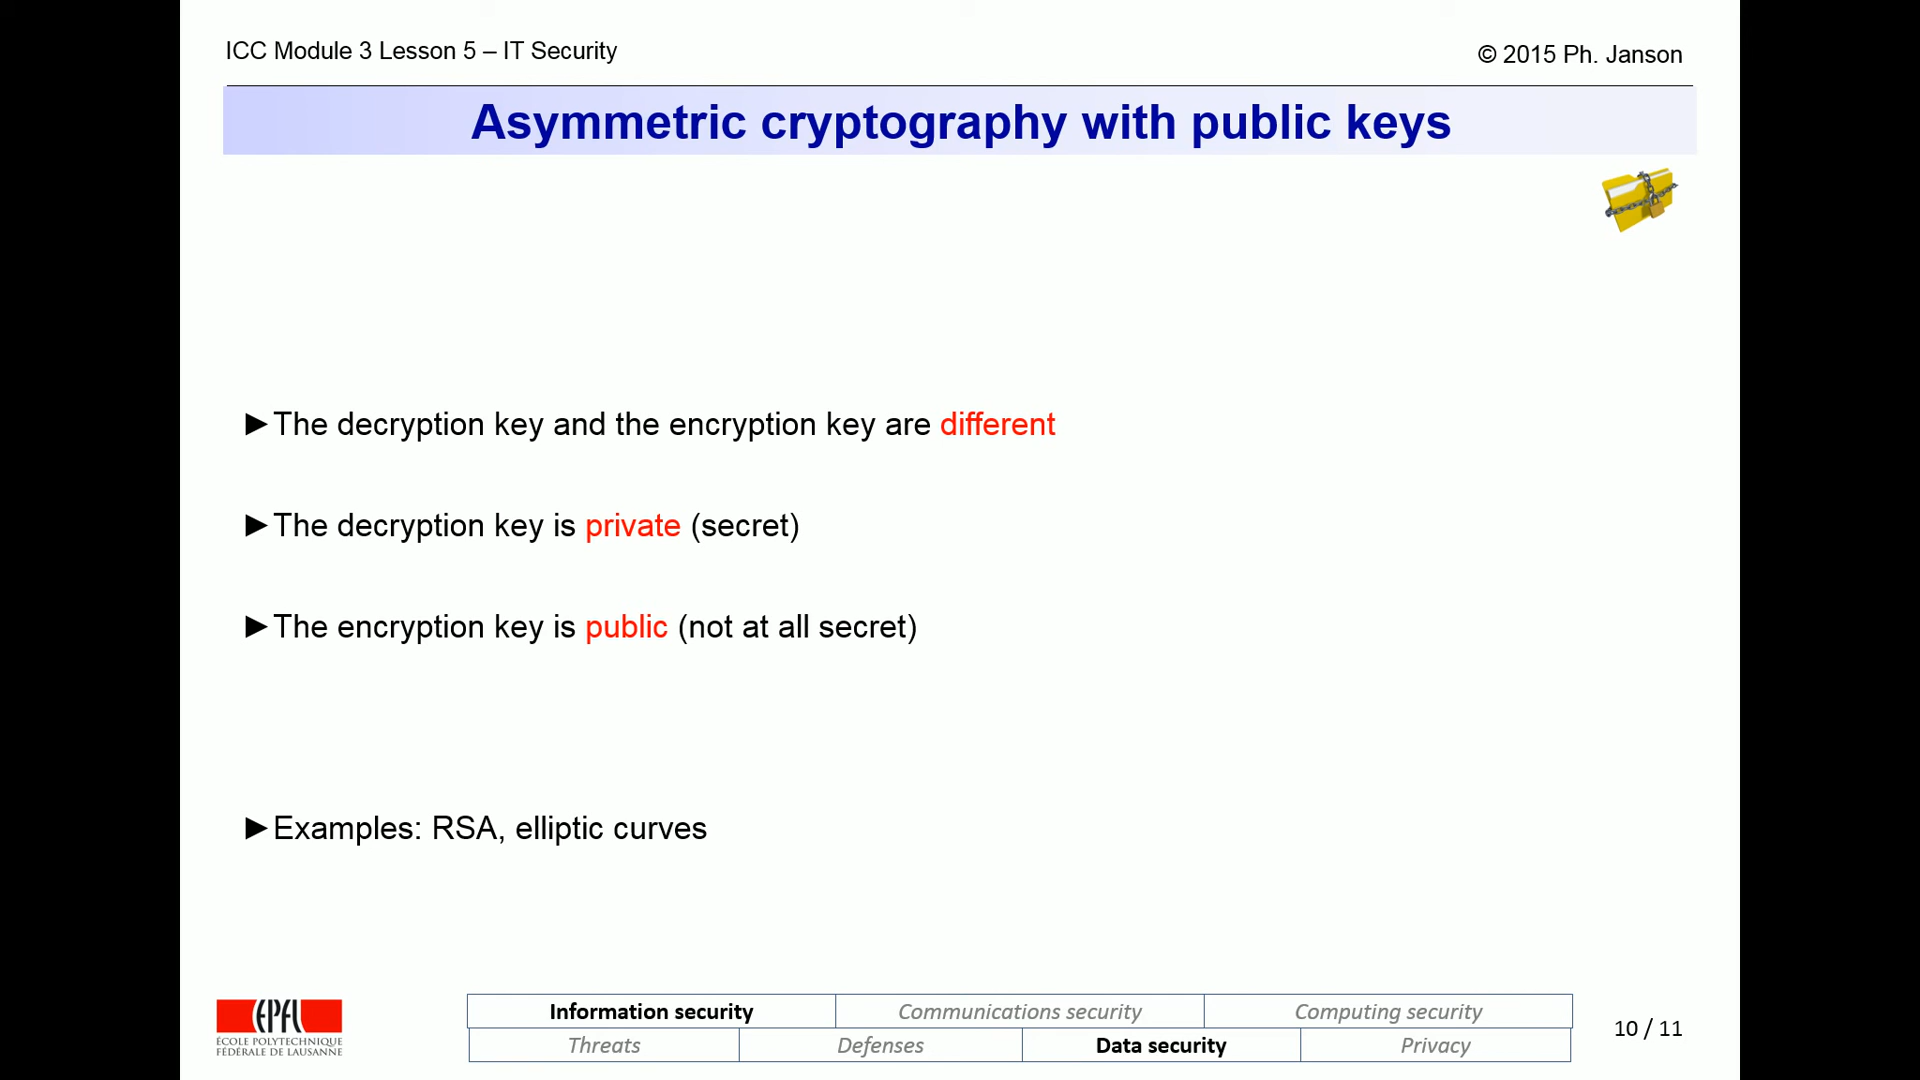 ICC Module 3 Lesson 5 – IT Security
© 2015 Ph. Janson
Asymmetric cryptography with public keys
►The decryption key and the encryption key are different
►The decryption key is private (secret)
►The encryption key is public (not at all secret)
►Examples: RSA, elliptic curves
EPFL
ÉCOLE POLYTECHNIQUE
FÉDÉRALE DE LAUSANNE
Information security Communications security Computing security
Threats Defenses Data security Privacy
10 / 11